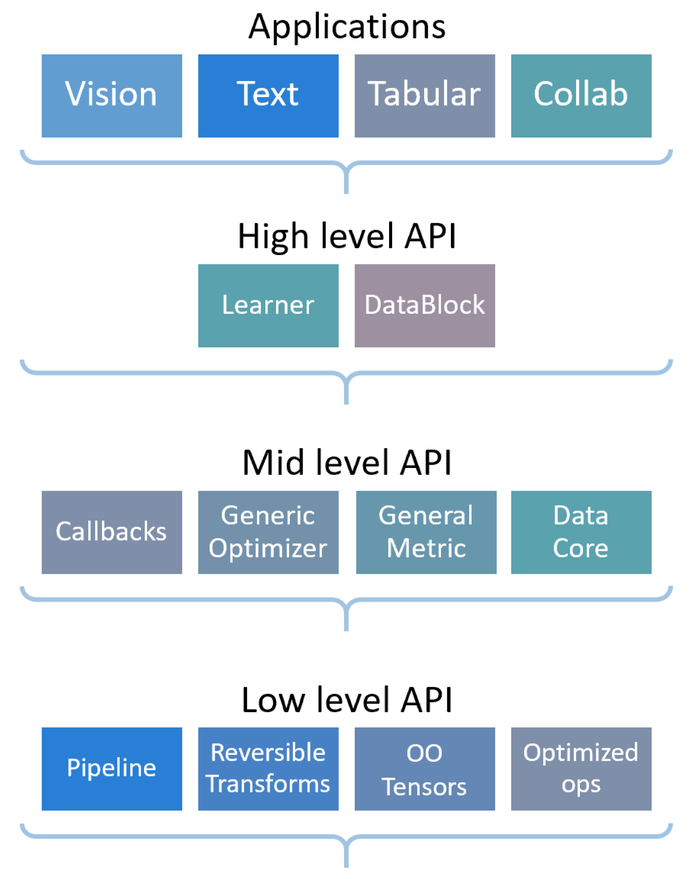 Applications
Vision
Text
Tabular
Collab
High level API
Learner
DataBlock
Mid level API
Callbacks
Generic
Optimizer
General
Metric
Data
Core
Low level API
Pipeline
Reversible
Transforms
OO
Tensors
Optimized
ops